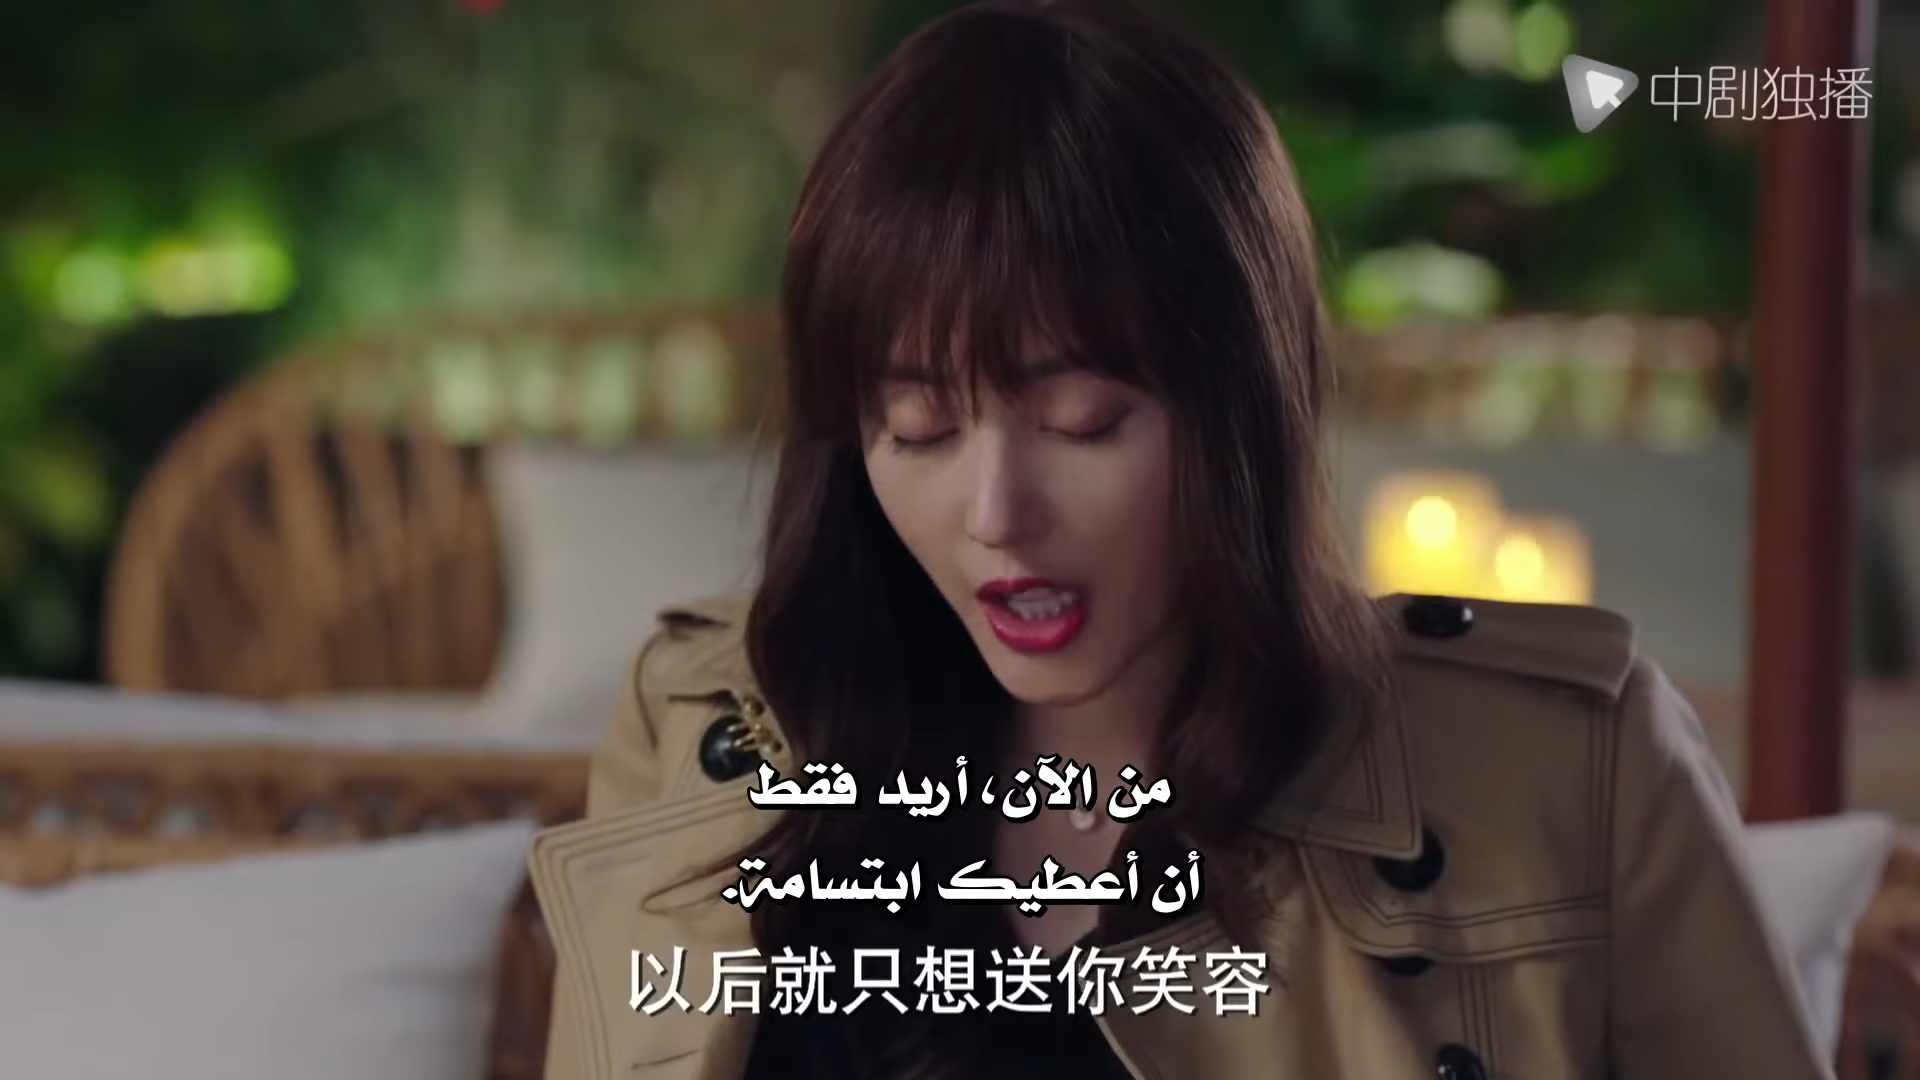 中剧独播
من الآن، أريد فقط
أن أعطيك ابتسامة.
以后就只想送你笑容